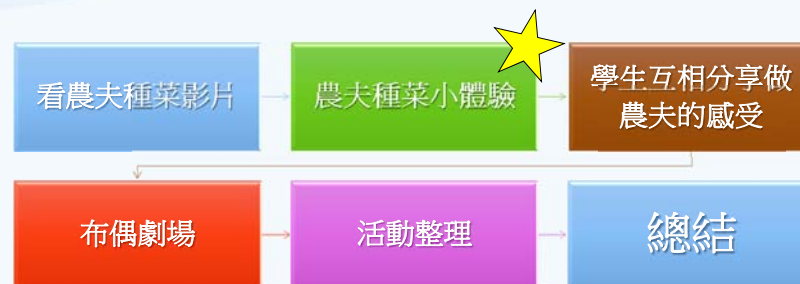 看農夫種菜影片
農夫種菜小體驗
學生互相分享做
農夫的感受
布偶劇場
活動整理
總結